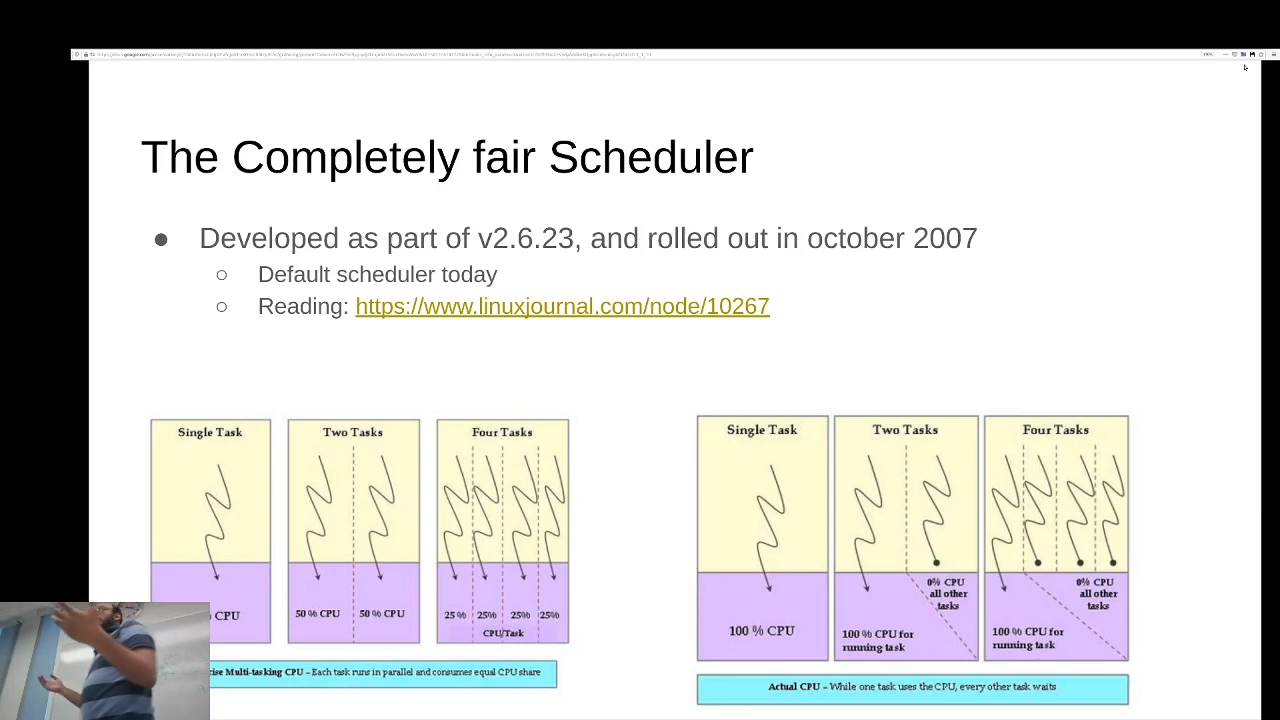 The Completely fair Scheduler
● Developed as part of v2.6.23, and rolled out in october 2007
○ Default scheduler today
○ Reading: https://www.linuxjournal.com/node/10267
Single Task
Two Tasks
Four Tasks
CPU
50 % CPU
50 % CPU
25 %
25%
25%
25%
CPU/Task
Multi-tasking CPU – Each task runs in parallel and consumes equal CPU share
Single Task
Two Tasks
Four Tasks
100 % CPU
0% CPU
all other
tasks
100 % CPU for
running task
0% CPU
all other
tasks
100 % CPU for
running task
Actual CPU – While one task uses the CPU, every other task waits